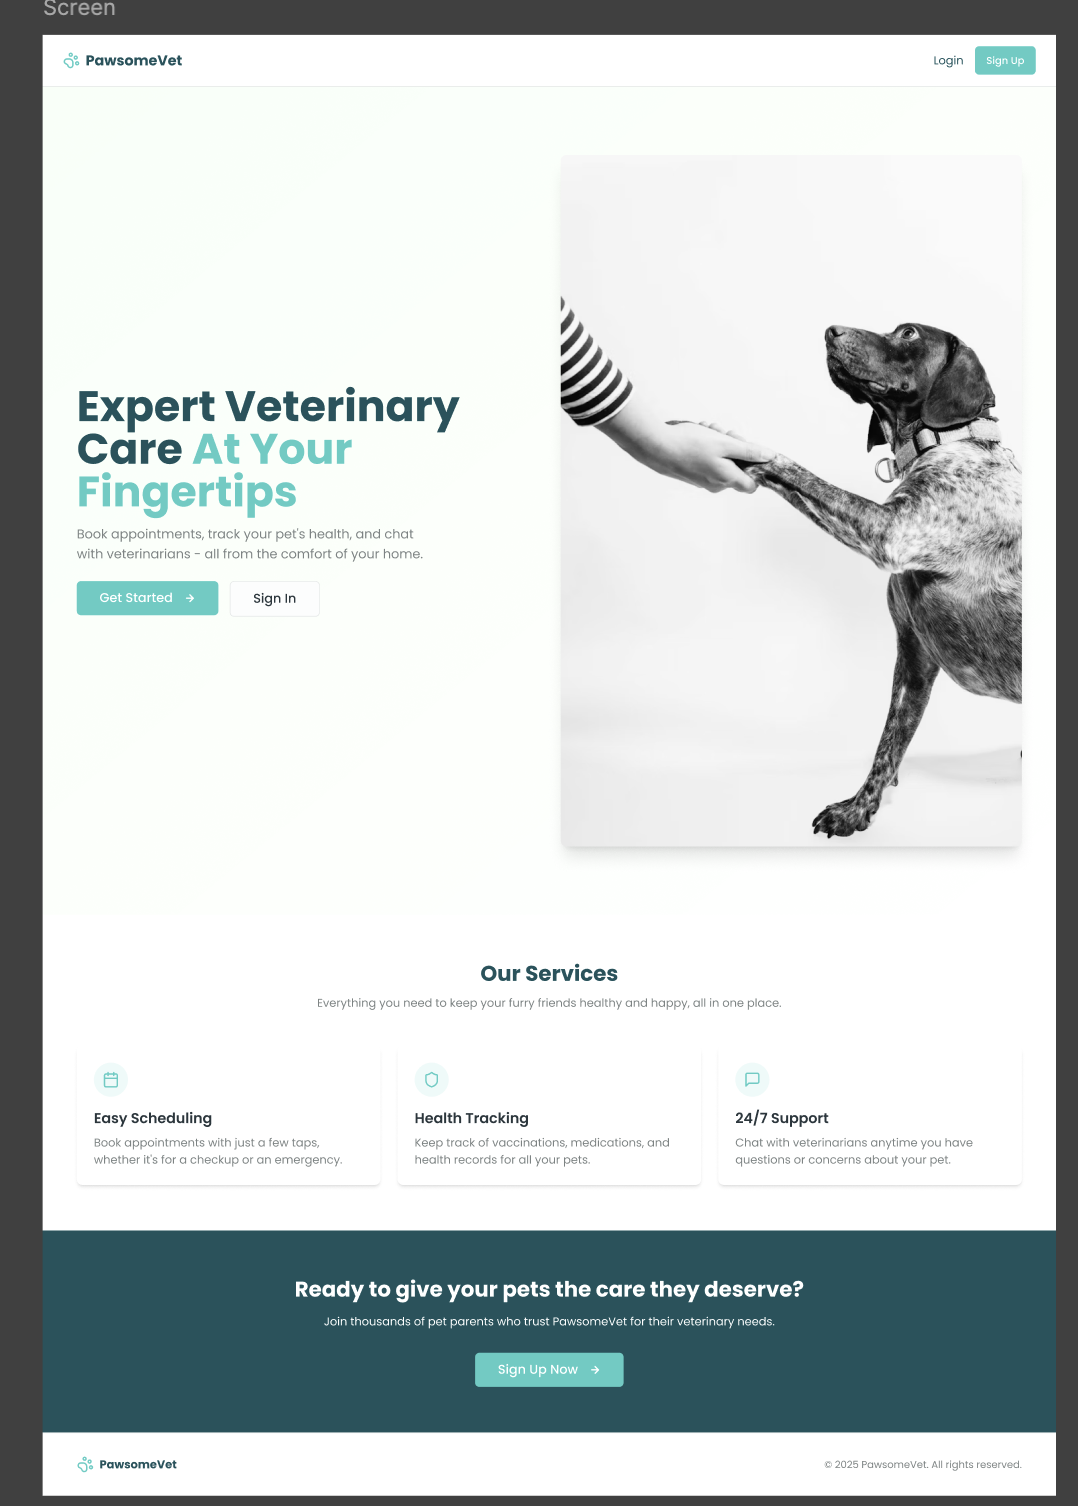 Screen
PawsomeVet
Login
Sign Up
Expert Veterinary
Care At Your
Fingertips
Book appointments, track your pet's health, and chat
with veterinarians - all from the comfort of your home.
Get Started
Sign In
Our Services
Everything you need to keep your furry friends healthy and happy, all in one place.
Easy Scheduling
Book appointments with just a few taps,
whether it's for a checkup or an emergency.
Health Tracking
Keep track of vaccinations, medications, and
health records for all your pets.
24/7 Support
Chat with veterinarians anytime you have
questions or concerns about your pet.
Ready to give your pets the care they deserve?
Join thousands of pet parents who trust PawsomeVet for their veterinary needs.
Sign Up Now
PawsomeVet
© 2025 PawsomeVet. All rights reserved.